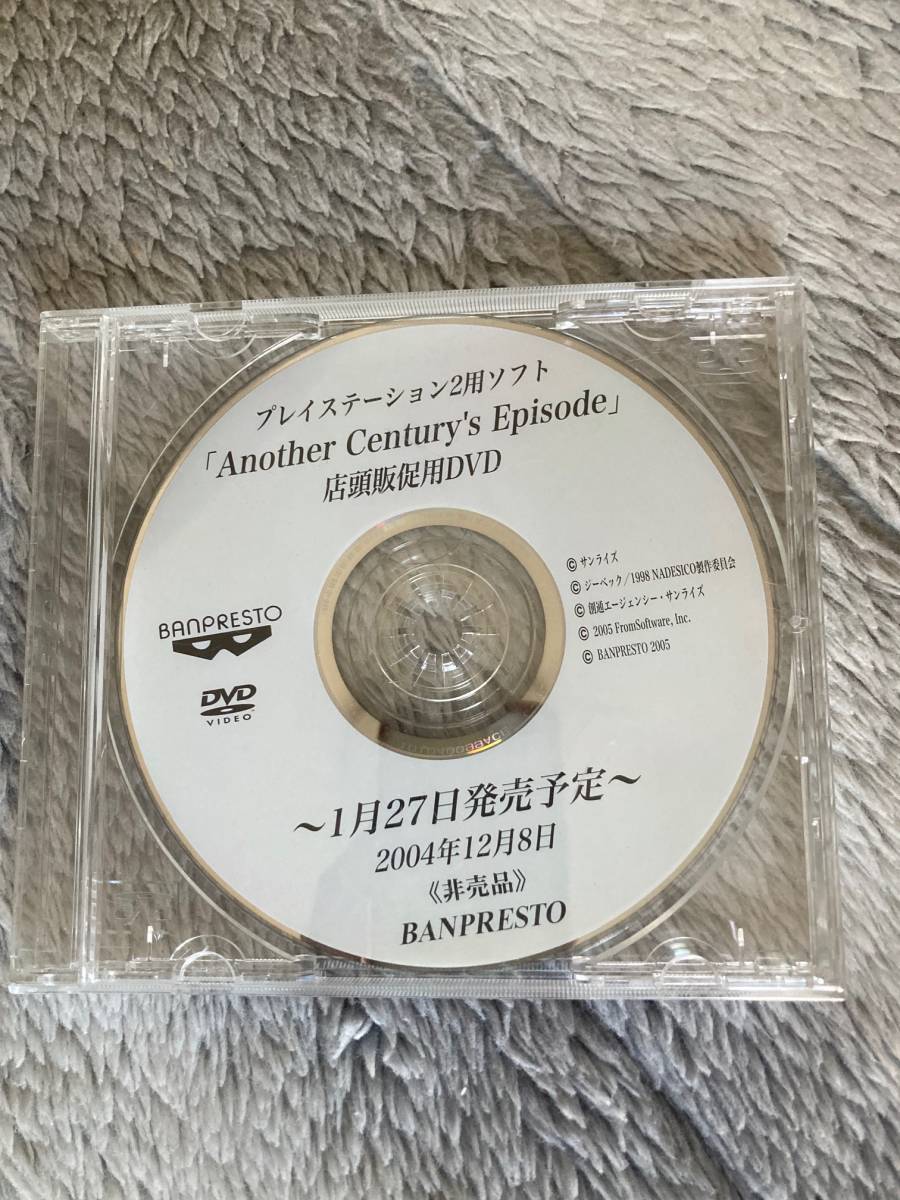 プレイステーション2用ソフト
「Another Century's Episode」
店頭販促用DVD
© サンライズ
© ジーベック/1998 NADESICO製作委員会
© 創通エージェンシー・サンライズ
© 2005 FromSoftware, Inc.
© BANPRESTO 2005
BANPRESTO
DVD
VIDEO
～1月27日発売予定～
2004年12月8日
《非売品》
BANPRESTO